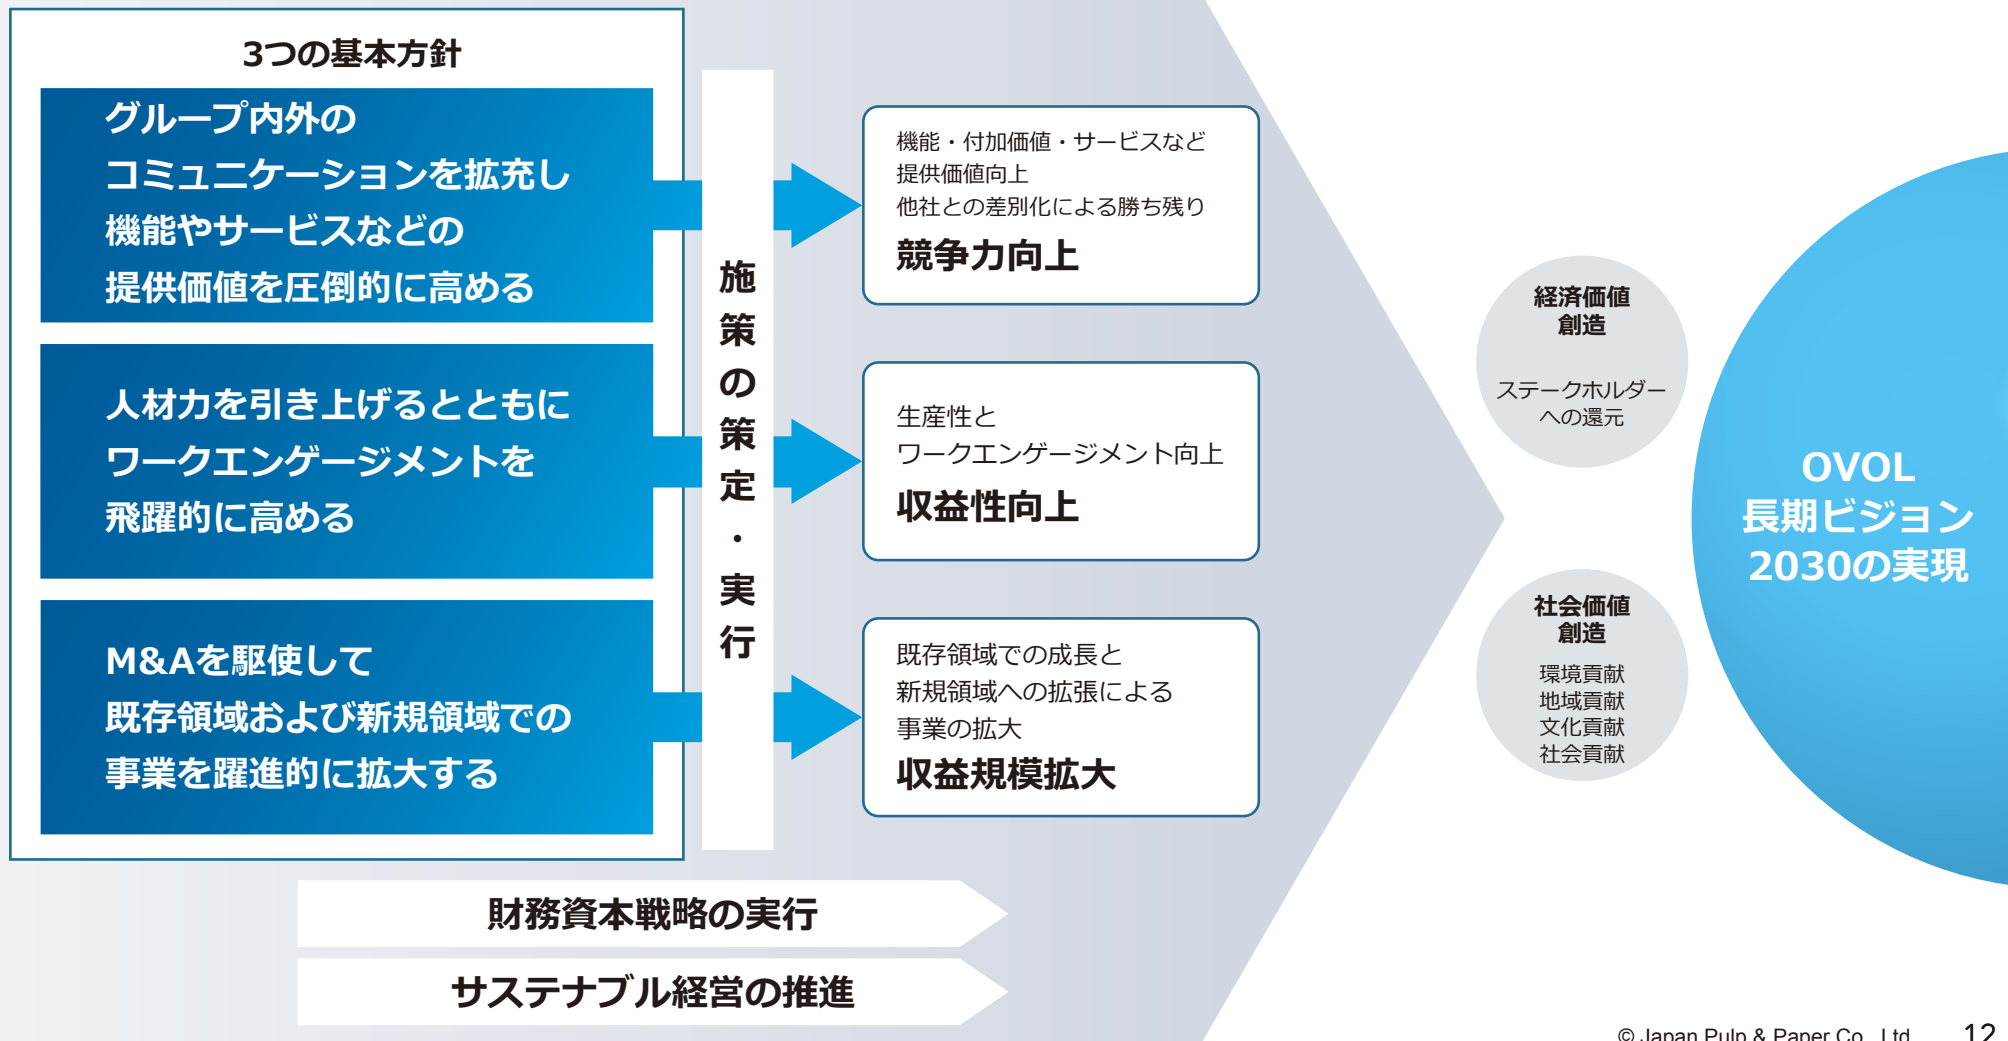 3つの基本方針
グループ内外の
コミュニケーションを拡充し
機能やサービスなどの
提供価値を圧倒的に高める
人材力を引き上げるとともに
ワークエンゲージメントを
飛躍的に高める
M&Aを駆使して
既存領域および新規領域での
事業を躍進的に拡大する
施策の策定・実行
機能・付加価値・サービスなど
提供価値向上
他社との差別化による勝ち残り
競争力向上
生産性と
ワークエンゲージメント向上
収益性向上
既存領域での成長と
新規領域への拡張による
事業の拡大
収益規模拡大
財務資本戦略の実行
サステナブル経営の推進
経済価値
創造
ステークホルダー
への還元
社会価値
創造
環境貢献
地域貢献
文化貢献
社会貢献
OVOL
長期ビジョン
2030の実現
© Japan Pulp & Paper Co., Ltd. 12